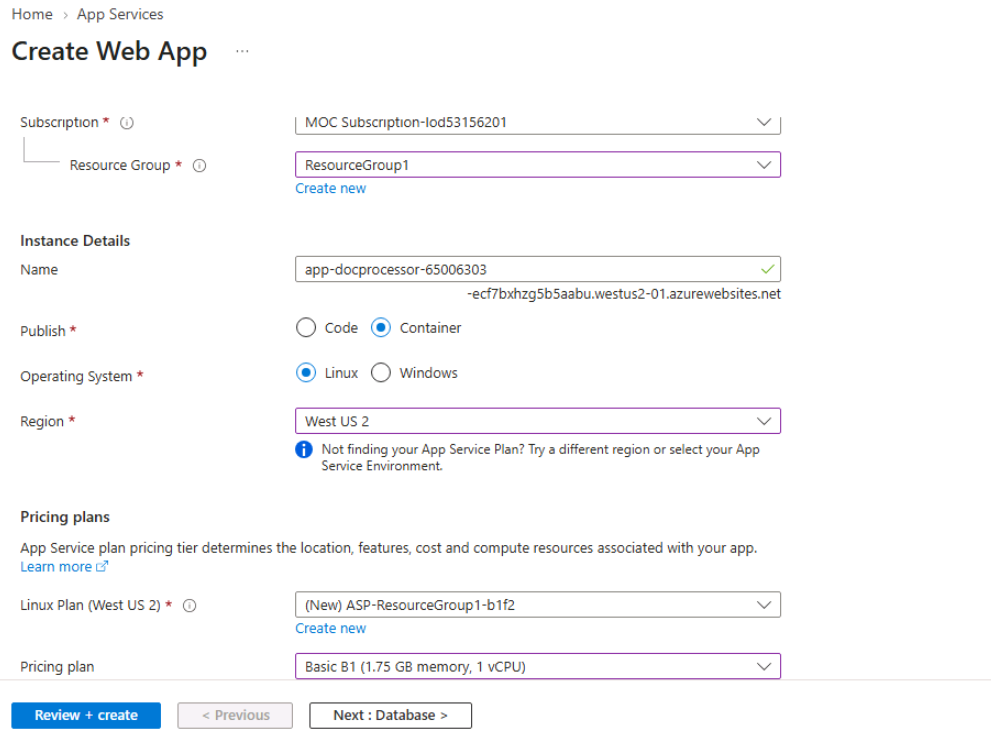 Home > App Services
Create Web App ...
Subscription * MOC Subscription-lod53156201
Resource Group * ResourceGroup1
Create new
Instance Details
Name app-docprocessor-65006303
-ecf7bxhzg5b5aabu.westus2-01.azurewebsites.net
Publish * Code Container
Operating System * Linux Windows
Region * West US 2
Not finding your App Service Plan? Try a different region or select your App
Service Environment.
Pricing plans
App Service plan pricing tier determines the location, features, cost and compute resources associated with your app.
Learn more
Linux Plan (West US 2) * (New) ASP-ResourceGroup1-b1f2
Create new
Pricing plan Basic B1 (1.75 GB memory, 1 vCPU)
Review + create < Previous Next : Database >